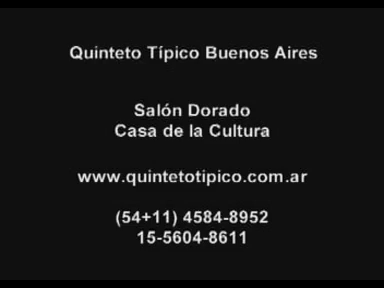 Quinteto Típico Buenos Aires
Salón Dorado
Casa de la Cultura
www.quintetotipico.com.ar
(54+11) 4584-8952
15-5604-8611